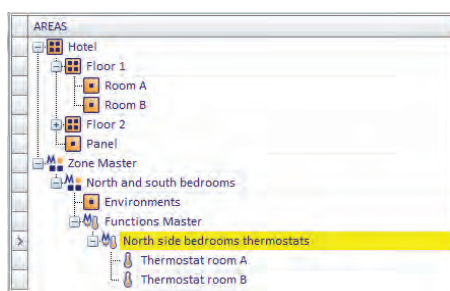 AREAS
Hotel
Floor 1
Room A
Room B
Floor 2
Panel
Zone Master
North and south bedrooms
Environments
Functions Master
North side bedrooms thermostats
Thermostat room A
Thermostat room B